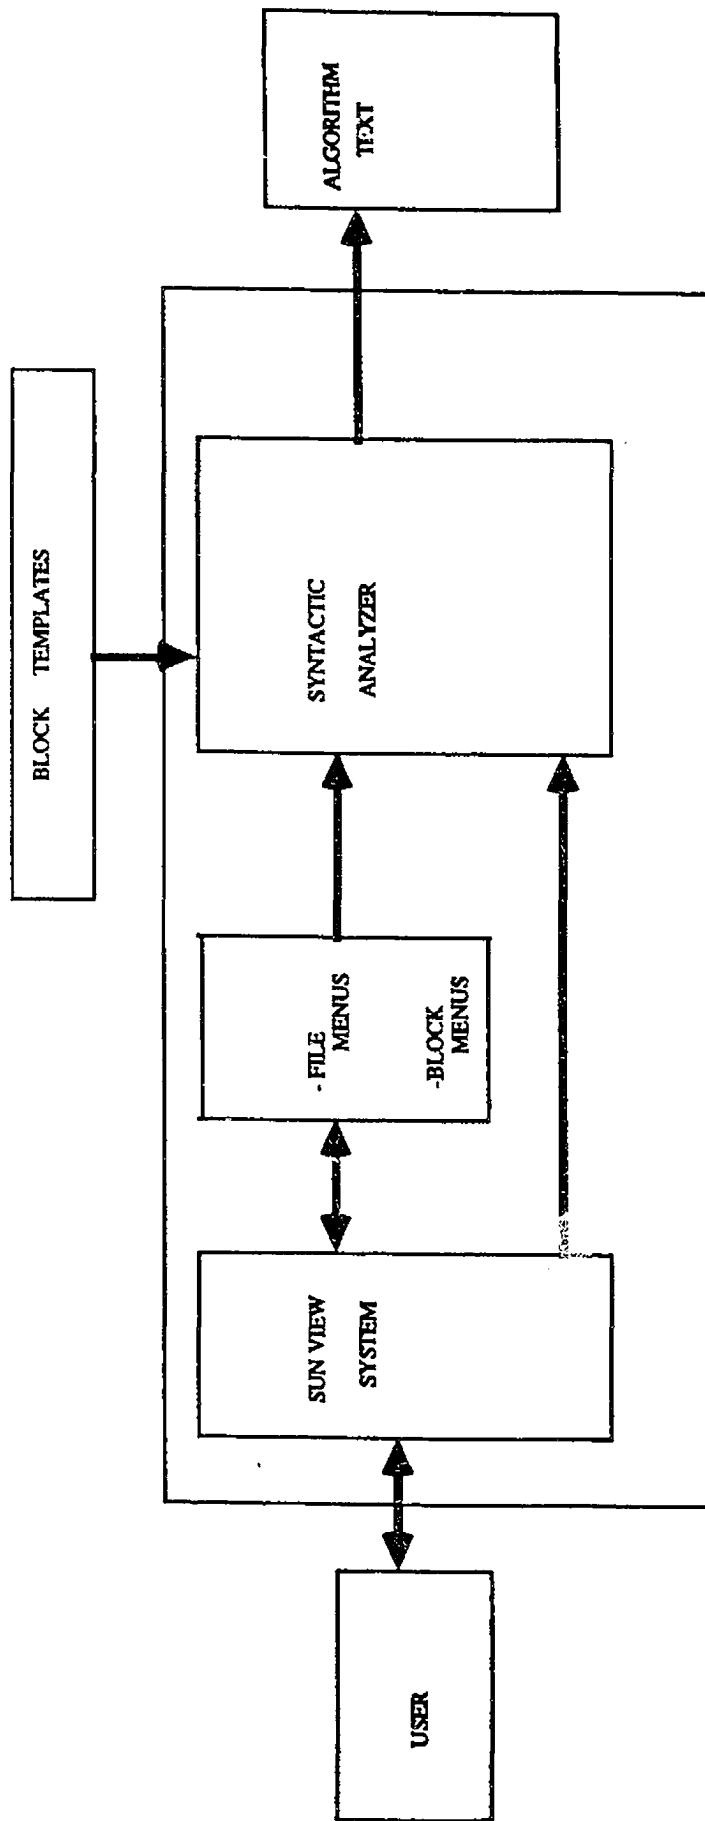 BLOCK TEMPLATES
USER
SUN VIEW
SYSTEM
- FILE
MENUS
-BLOCK
MENUS
SYNTACTIC
ANALYZER
ALGORITHM
TEXT